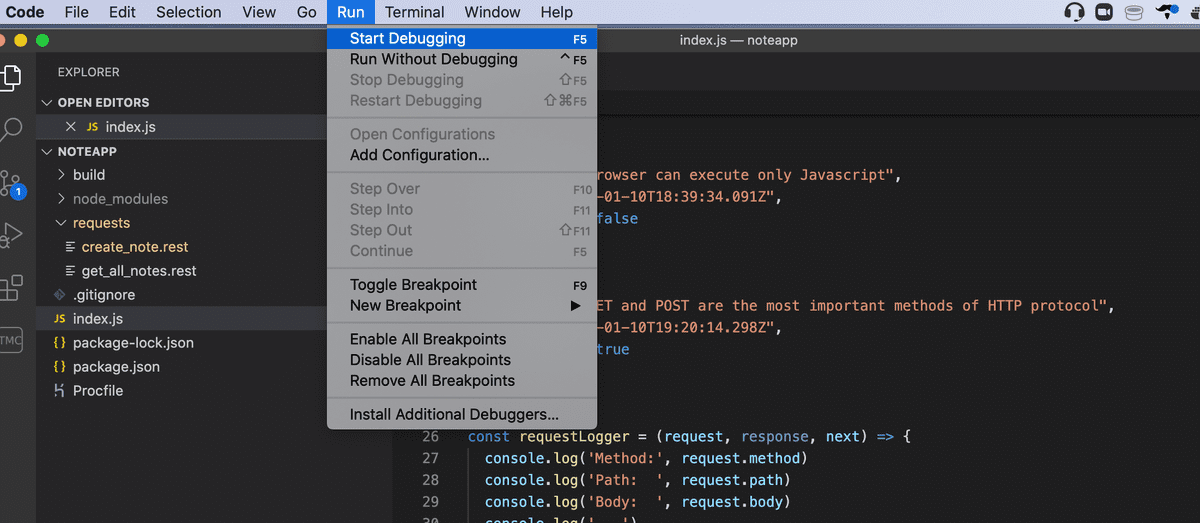 Code File Edit Selection View Go Run Terminal Window Help
index.js — noteapp
EXPLORER
OPEN EDITORS
JS index.js
NOTEAPP
build
node_modules
requests
create_note.rest
get_all_notes.rest
.gitignore
JS index.js
{} package-lock.json
{} package.json
Procfile
1
TMC
Start Debugging F5
Run Without Debugging ^F5
Stop Debugging ⇧F5
Restart Debugging ⇧⌘F5
Open Configurations
Add Configuration...
Step Over F10
Step Into F11
Step Out ⇧F11
Continue F5
Toggle Breakpoint F9
New Breakpoint ▶
Enable All Breakpoints
Disable All Breakpoints
Remove All Breakpoints
Install Additional Debuggers...
rowser can execute only Javascript",
-01-10T18:39:34.091Z",
false
ET and POST are the most important methods of HTTP protocol",
-01-10T19:20:14.298Z",
true
26 const requestLogger = (request, response, next) => {
27 console.log('Method:', request.method)
28 console.log('Path:  ', request.path)
29 console.log('Body:  ', request.body)